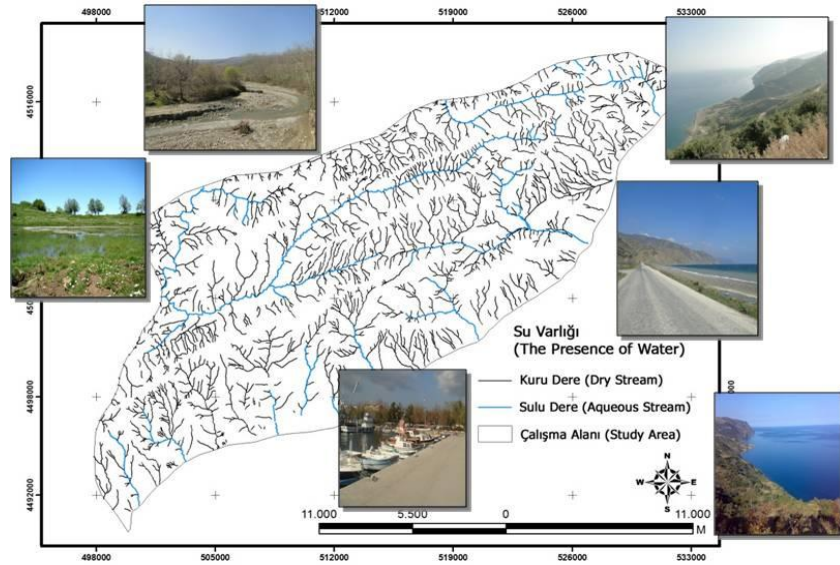 498000 512000 519000 526000 533000
4516000
Su Varlığı
(The Presence of Water)
Kuru Dere (Dry Stream)
Sulu Dere (Aqueous Stream)
Çalışma Alanı (Study Area)
4498000
4492000
N
W E
S
11.000 5.500 0 11.000
M
498000 505000 512000 519000 526000 533000